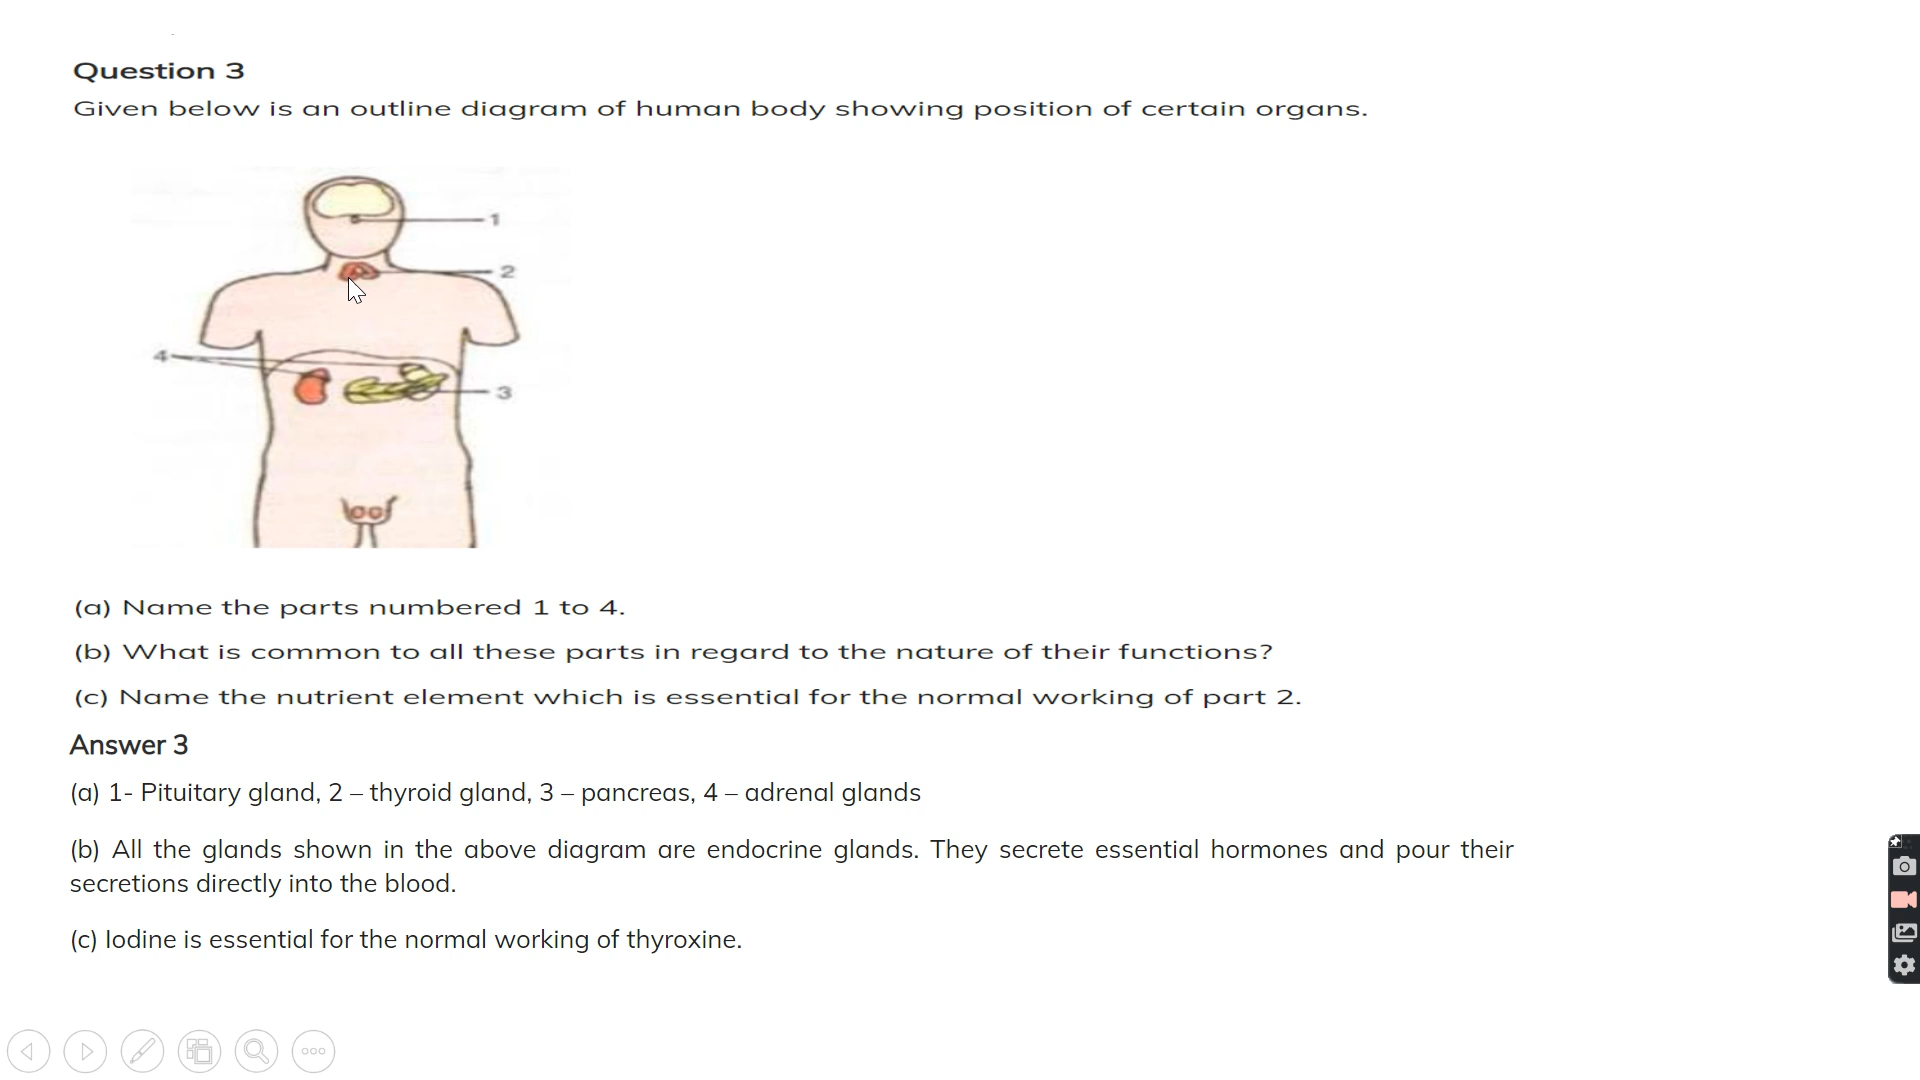 Question 3
Given below is an outline diagram of human body showing position of certain organs.
1
2
4
3
(a) Name the parts numbered 1 to 4.
(b) What is common to all these parts in regard to the nature of their functions?
(c) Name the nutrient element which is essential for the normal working of part 2.
Answer 3
(a) 1- Pituitary gland, 2 – thyroid gland, 3 – pancreas, 4 – adrenal glands
(b) All the glands shown in the above diagram are endocrine glands. They secrete essential hormones and pour their
secretions directly into the blood.
(c) Iodine is essential for the normal working of thyroxine.